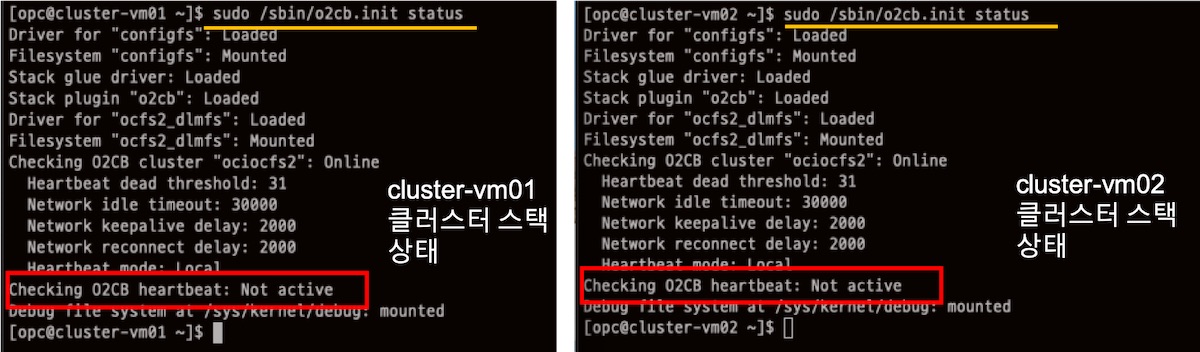 [opc@cluster-vm01 ~]$ sudo /sbin/o2cb.init status
Driver for "configfs": Loaded
Filesystem "configfs": Mounted
Stack glue driver: Loaded
Stack plugin "o2cb": Loaded
Driver for "ocfs2_dlmfs": Loaded
Filesystem "ocfs2_dlmfs": Mounted
Checking O2CB cluster "ociocfs2": Online
Heartbeat dead threshold: 31
Network idle timeout: 30000
Network keepalive delay: 2000
Network reconnect delay: 2000
Heartbeat mode: Local
Checking O2CB heartbeat: Not active
Debug file system at /sys/kernel/debug: mounted
[opc@cluster-vm01 ~]$
cluster-vm01
클러스터 스택
상태
[opc@cluster-vm02 ~]$ sudo /sbin/o2cb.init status
Driver for "configfs": Loaded
Filesystem "configfs": Mounted
Stack glue driver: Loaded
Stack plugin "o2cb": Loaded
Driver for "ocfs2_dlmfs": Loaded
Filesystem "ocfs2_dlmfs": Mounted
Checking O2CB cluster "ociocfs2": Online
Heartbeat dead threshold: 31
Network idle timeout: 30000
Network keepalive delay: 2000
Network reconnect delay: 2000
Heartbeat mode: Local
Checking O2CB heartbeat: Not active
Debug file system at /sys/kernel/debug: mounted
[opc@cluster-vm02 ~]$
cluster-vm02
클러스터 스택
상태